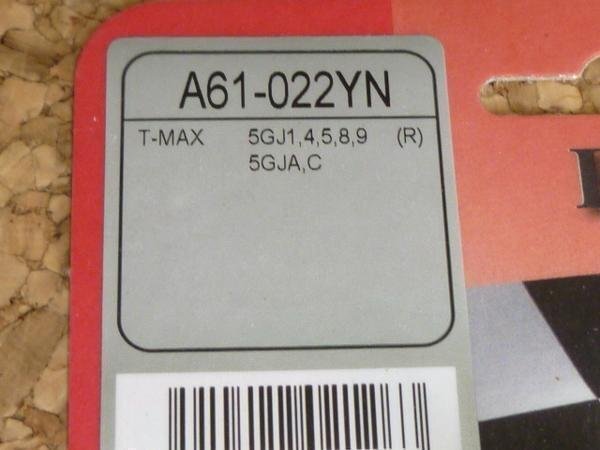 A61-022YN
T-MAX 5GJ1,4,5,8,9 (R)
5GJA,C